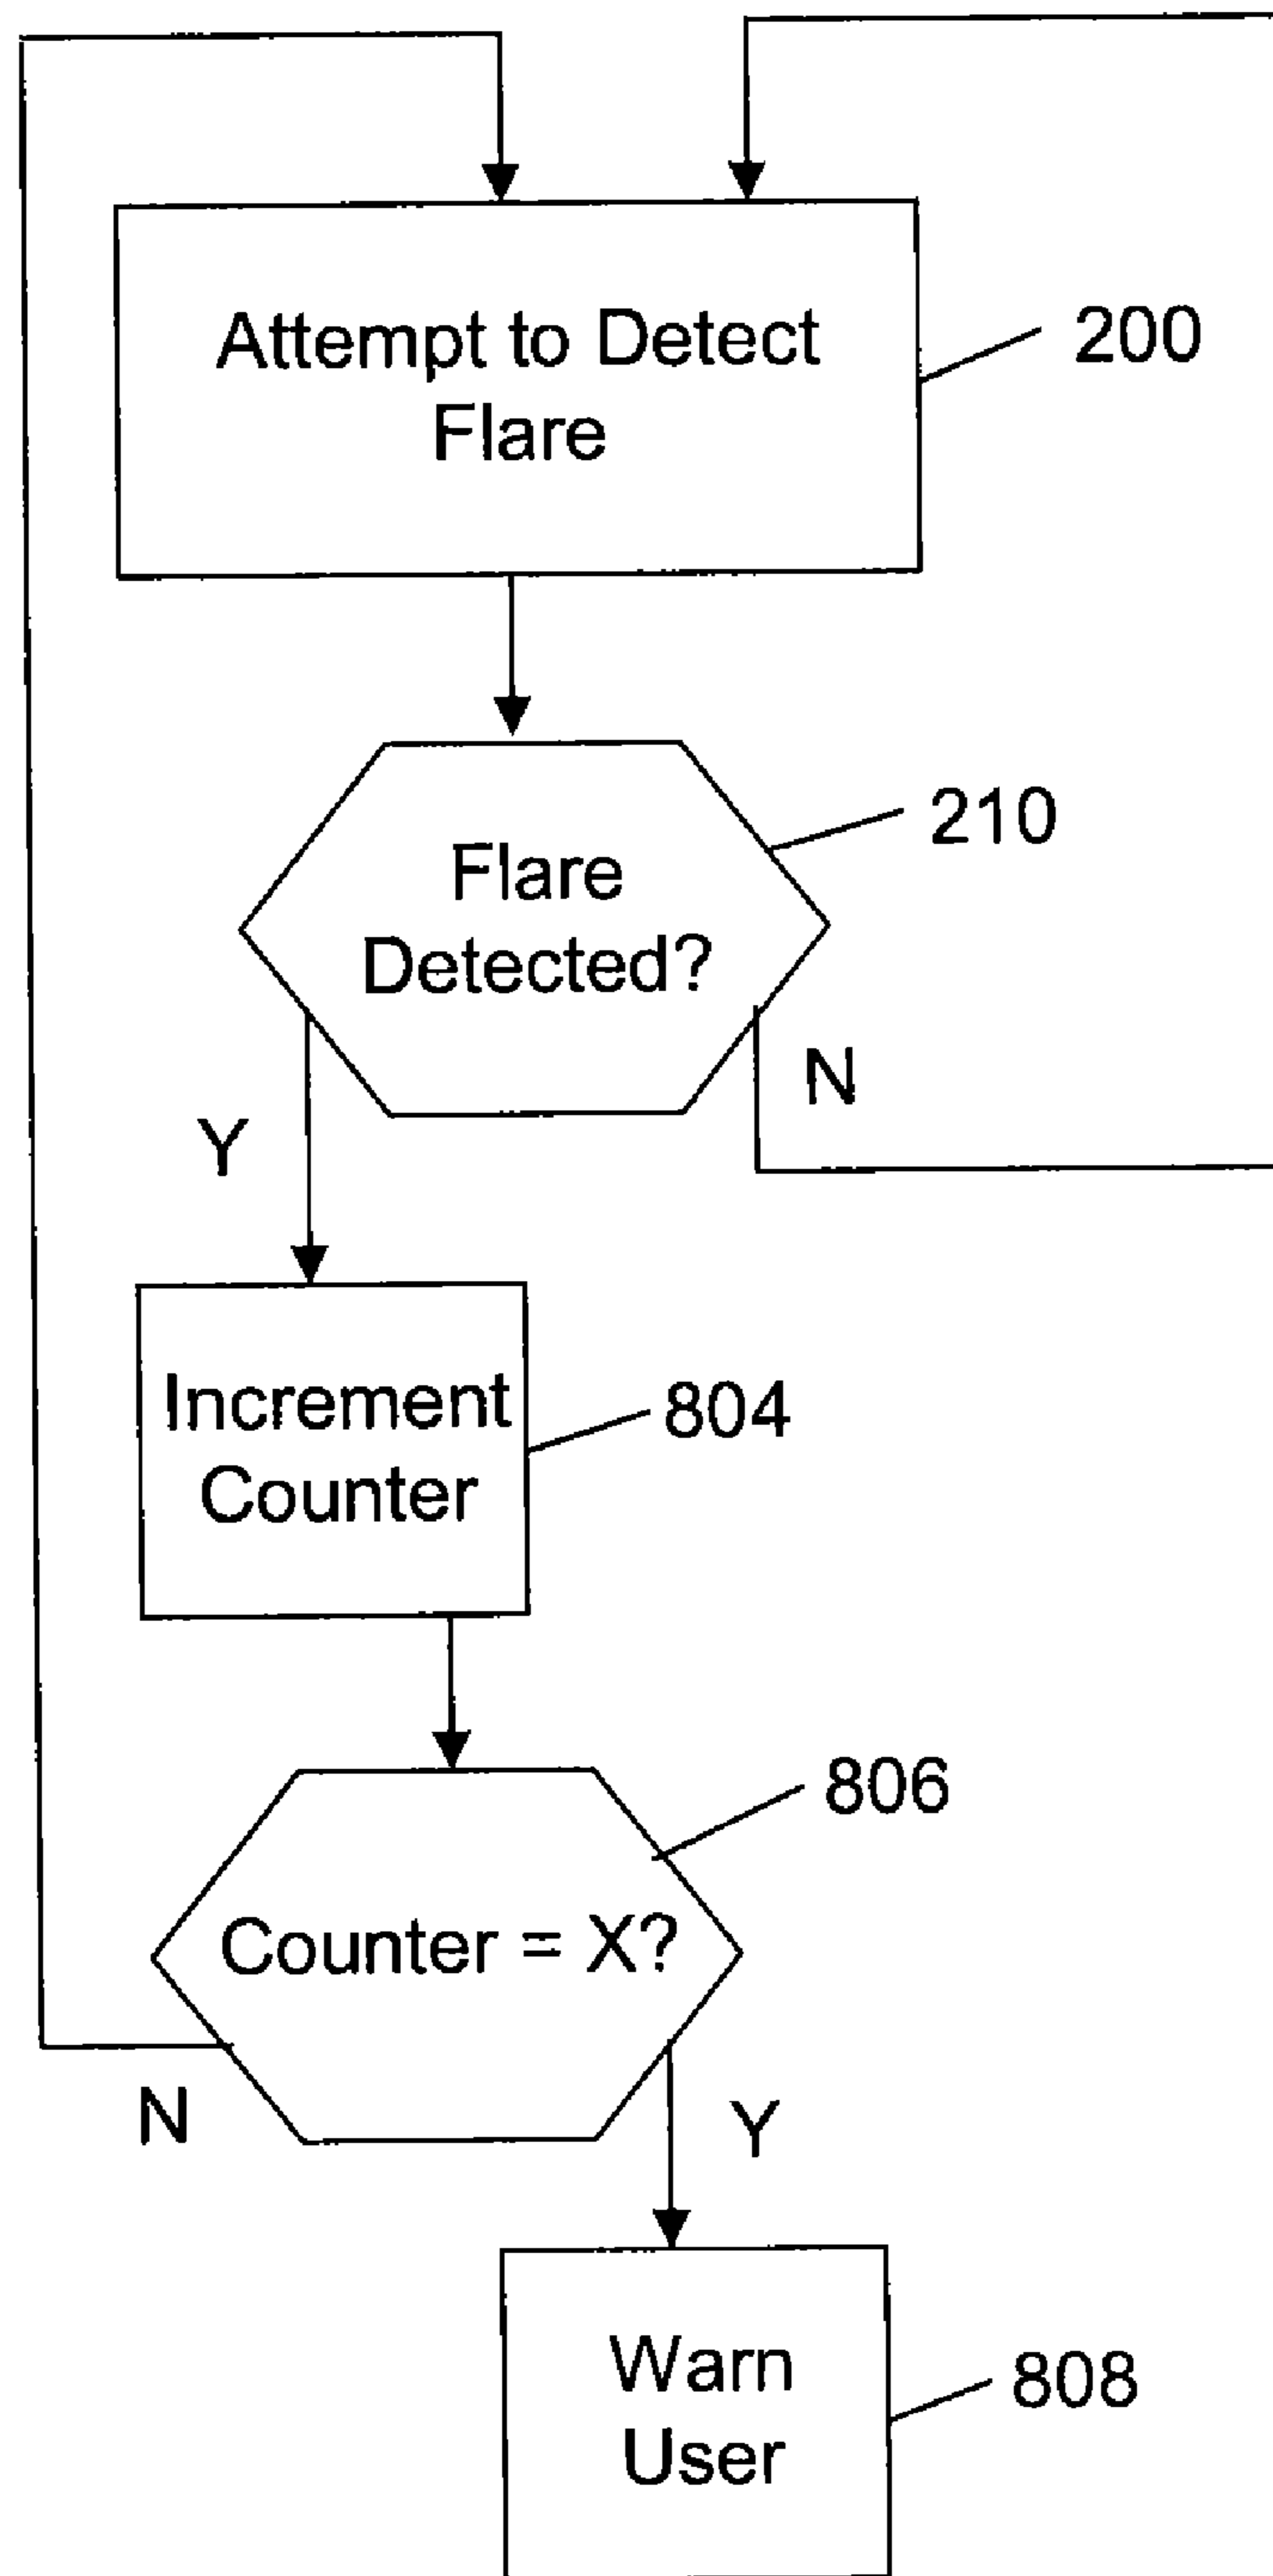 Attempt to Detect
Flare
200
Flare
Detected?
210
Y
N
Increment
Counter
804
Counter = X?
806
N
Y
Warn
User
808